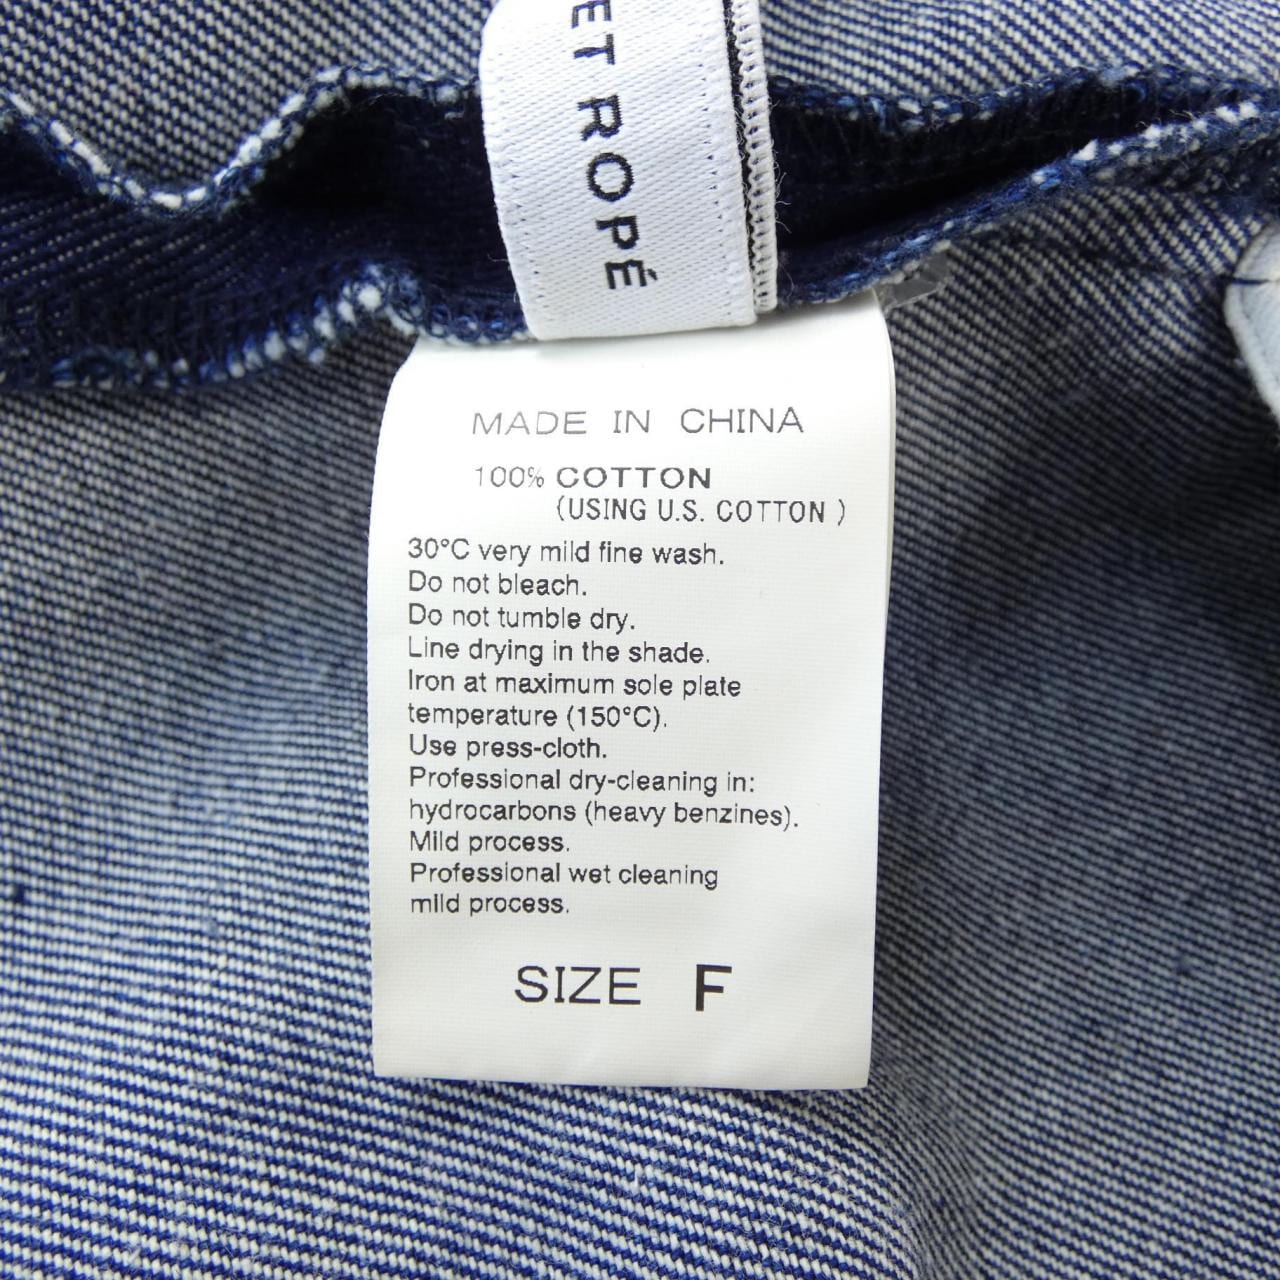 ET ROPÉ
MADE IN CHINA
100% COTTON
(USING U.S. COTTON )
30°C very mild fine wash.
Do not bleach.
Do not tumble dry.
Line drying in the shade.
Iron at maximum sole plate
temperature (150°C).
Use press-cloth.
Professional dry-cleaning in:
hydrocarbons (heavy benzines).
Mild process.
Professional wet cleaning
mild process.
SIZE F